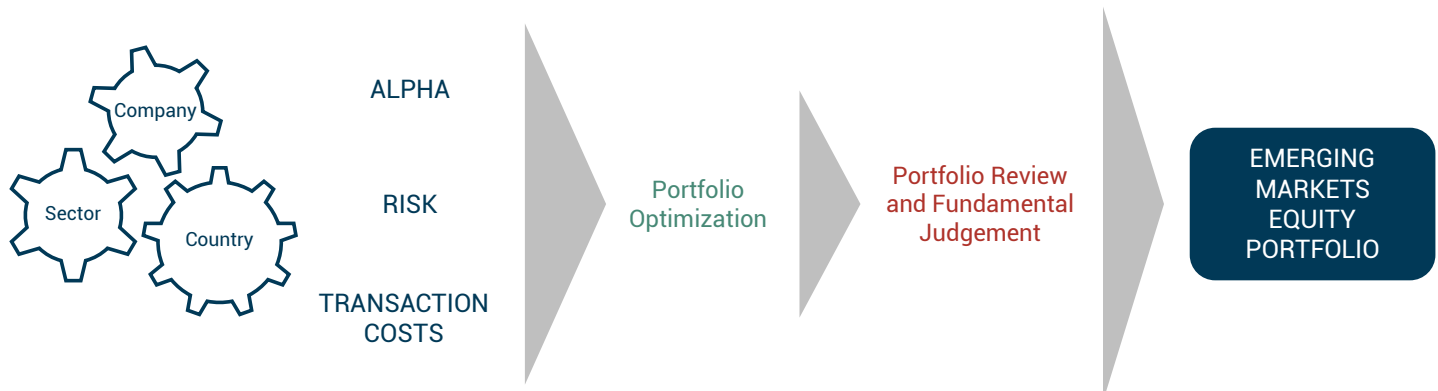 Company
Sector
Country
ALPHA
RISK
TRANSACTION
COSTS
Portfolio
Optimization
Portfolio Review
and Fundamental
Judgement
EMERGING
MARKETS
EQUITY
PORTFOLIO